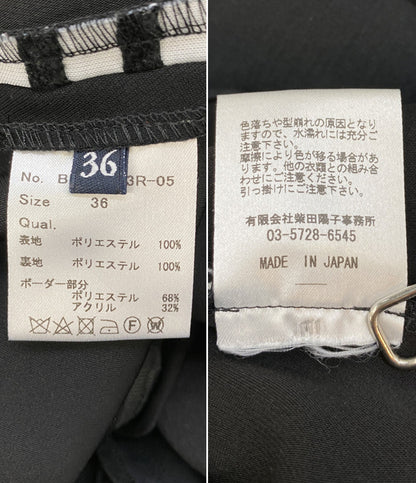 36
No. B 3R-05
Size 36
Qual.
表地 ポリエステル 100%
裏地 ポリエステル 100%
ボーダー部分
ポリエステル 68%
アクリル 32%
色落ちや型崩れの原因となり
ますので、水濡れには充分ご
注意下さい。
摩擦により色が移る場合があ
ります。他の衣類との組み合
わせにご注意ください。
引っ掛けにご注意下さい。
有限会社柴田陽子事務所
03-5728-6545
MADE IN JAPAN